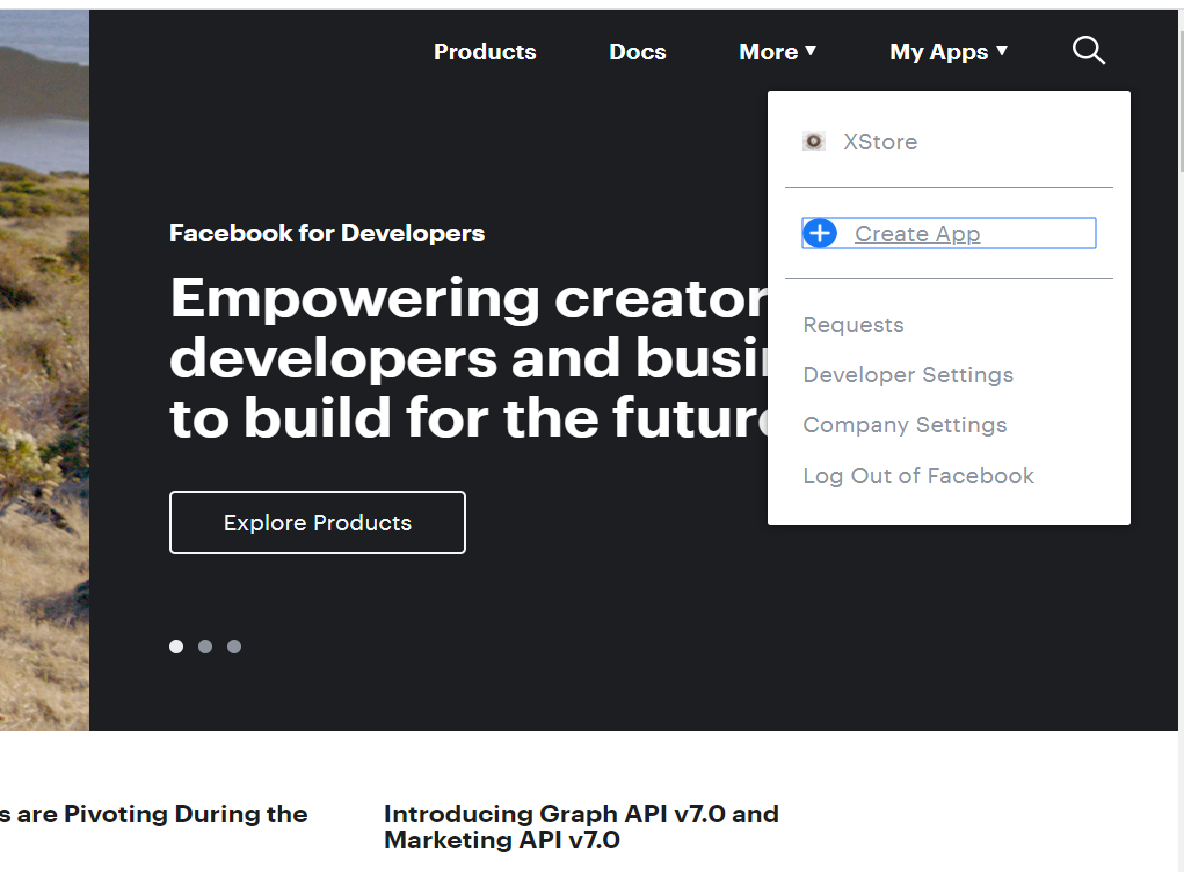 Products Docs More My Apps
XStore
Create App
Requests
Developer Settings
Company Settings
Log Out of Facebook
Facebook for Developers
Empowering creator
developers and busi
to build for the future
Explore Products
s are Pivoting During the
Introducing Graph API v7.0 and
Marketing API v7.0